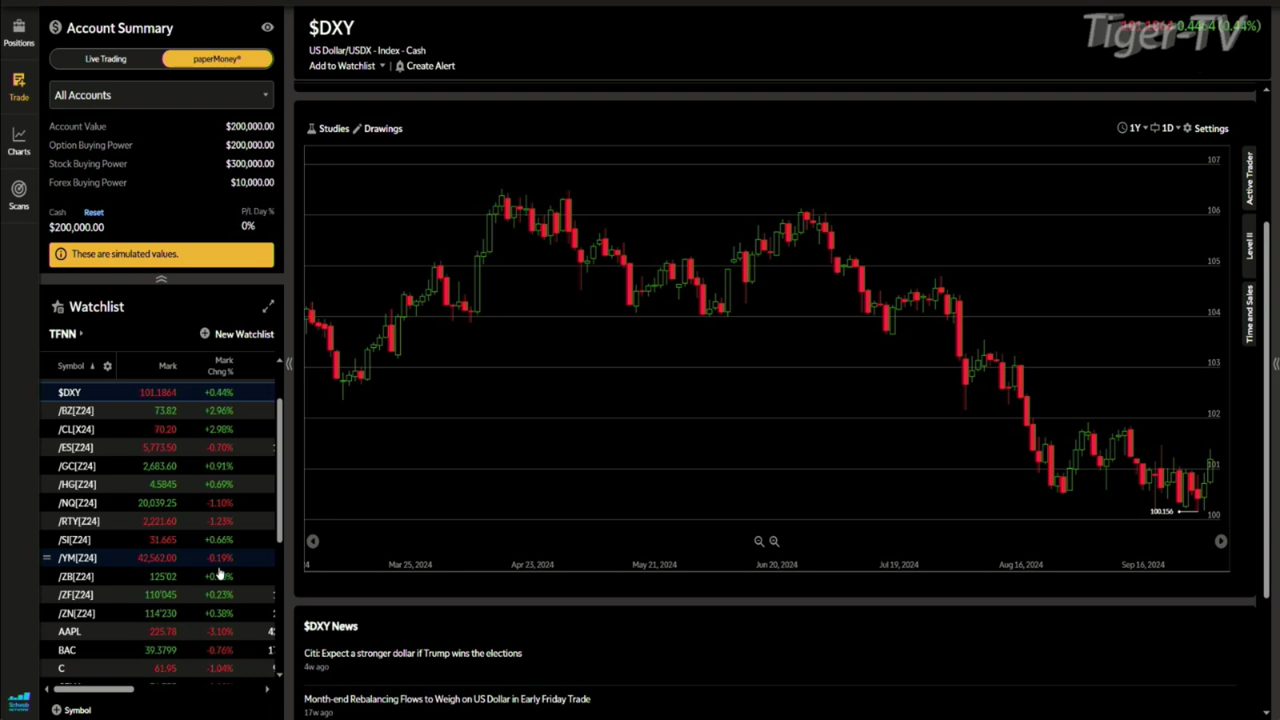 Positions
Trade
Charts
Scans
Account Summary
Live Trading
paperMoney®
All Accounts
Account Value $200,000.00
Option Buying Power $200,000.00
Stock Buying Power $300,000.00
Forex Buying Power $10,000.00
Cash Reset P/L Day %
$200,000.00 0%
These are simulated values.
Watchlist
TFNN New Watchlist
Symbol Mark Mark Chng %
$DXY 101.1864 +0.44%
/BZ[Z24] 73.82 +2.96%
/CL[X24] 70.20 +2.98%
/ES[Z24] 5,773.50 -0.70%
/GC[Z24] 2,683.60 +0.91%
/HG[Z24] 4.5845 +0.69%
/NQ[Z24] 20,039.25 -1.10%
/RTY[Z24] 2,221.60 -1.23%
/SI[Z24] 31.665 +0.66%
/YM[Z24] 42,562.00 -0.19%
/ZB[Z24] 125'02
/ZF[Z24] 110'045 +0.23%
/ZN[Z24] 114'230 +0.38%
AAPL 225.78 -3.10%
BAC 39.3799 -0.76%
C 61.95 -1.04%
Symbol
$DXY
US Dollar/USDX - Index - Cash
Add to Watchlist Create Alert
101.1864 0.4464 (0.44%)
Tiger-TV
Studies Drawings
1Y 1D Settings
107
106
105
104
103
102
101
100
100.156
Mar 25, 2024 Apr 23, 2024 May 21, 2024 Jun 20, 2024 Jul 19, 2024 Aug 16, 2024 Sep 16, 2024
Active Trader
Level II
Time and Sales
$DXY News
Citi: Expect a stronger dollar if Trump wins the elections
4w ago
Month-end Rebalancing Flows to Weigh on US Dollar in Early Friday Trade
17w ago